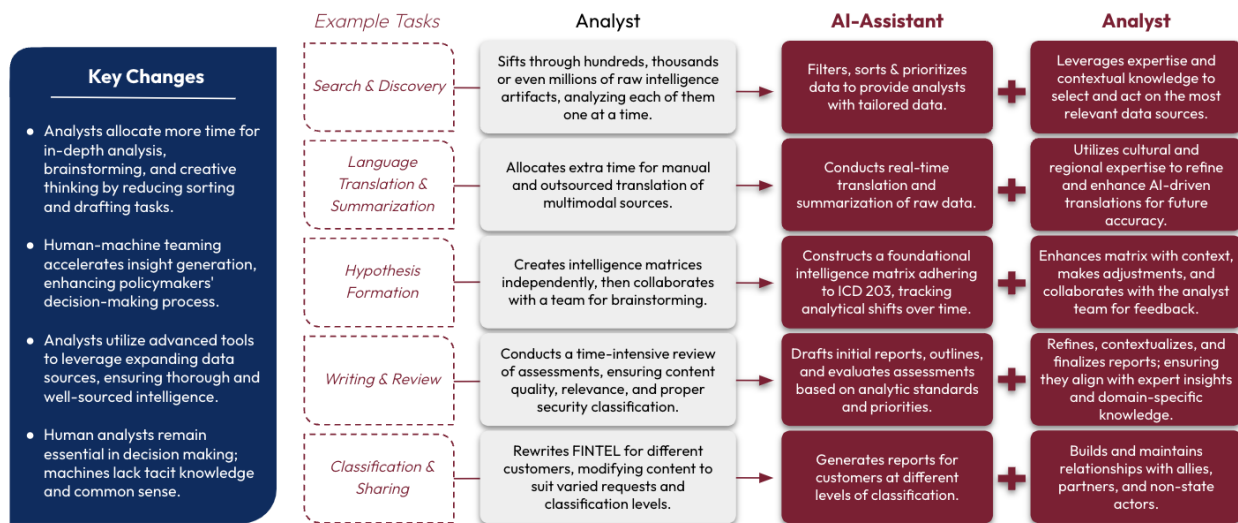 Example Tasks
Analyst
AI-Assistant
Analyst
Key Changes
● Analysts allocate more time for
in-depth analysis,
brainstorming, and creative
thinking by reducing sorting
and drafting tasks.
● Human-machine teaming
accelerates insight generation,
enhancing policymakers'
decision-making process.
● Analysts utilize advanced tools
to leverage expanding data
sources, ensuring thorough and
well-sourced intelligence.
● Human analysts remain
essential in decision making;
machines lack tacit knowledge
and common sense.
Search & Discovery
Sifts through hundreds, thousands
or even millions of raw intelligence
artifacts, analyzing each of them
one at a time.
Filters, sorts & prioritizes
data to provide analysts
with tailored data.
Leverages expertise and
contextual knowledge to
select and act on the most
relevant data sources.
Language
Translation &
Summarization
Allocates extra time for manual
and outsourced translation of
multimodal sources.
Conducts real-time
translation and
summarization of raw data.
Utilizes cultural and
regional expertise to refine
and enhance AI-driven
translations for future
accuracy.
Hypothesis
Formation
Creates intelligence matrices
independently, then collaborates
with a team for brainstorming.
Constructs a foundational
intelligence matrix adhering
to ICD 203, tracking
analytical shifts over time.
Enhances matrix with context,
makes adjustments, and
collaborates with the analyst
team for feedback.
Writing & Review
Conducts a time-intensive review
of assessments, ensuring content
quality, relevance, and proper
security classification.
Drafts initial reports, outlines,
and evaluates assessments
based on analytic standards
and priorities.
Refines, contextualizes, and
finalizes reports; ensuring
they align with expert insights
and domain-specific
knowledge.
Classification &
Sharing
Rewrites FINTEL for different
customers, modifying content to
suit varied requests and
classification levels.
Generates reports for
customers at different
levels of classification.
Builds and maintains
relationships with allies,
partners, and non-state
actors.